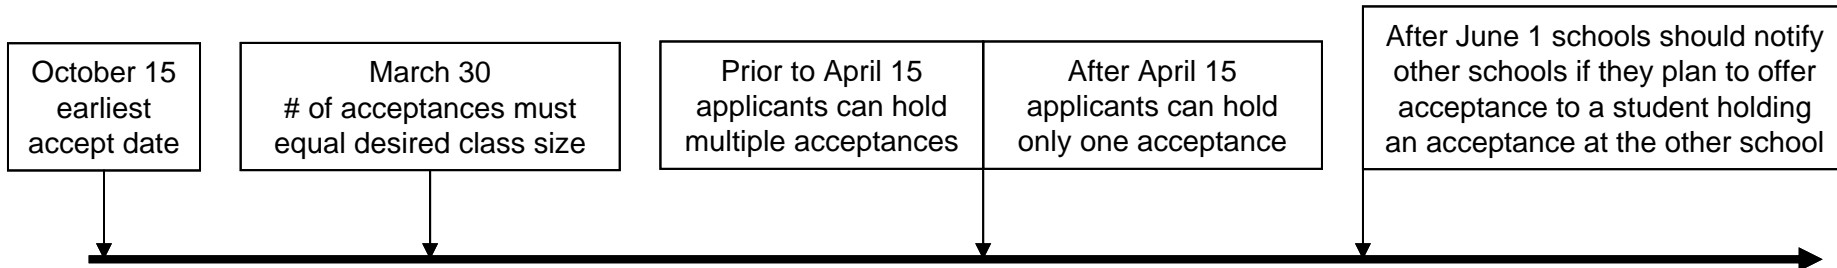 October 15
earliest
accept date
March 30
# of acceptances must
equal desired class size
Prior to April 15
applicants can hold
multiple acceptances
After April 15
applicants can hold
only one acceptance
After June 1 schools should notify
other schools if they plan to offer
acceptance to a student holding
an acceptance at the other school